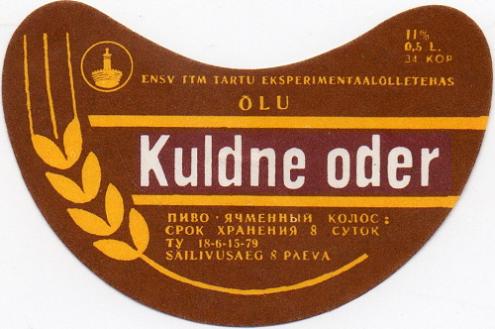 11%
0,5 L.
34 KOP
ENSV TTM TARTU EKSPERIMENTAALÕLLETEHAS
ÕLU
Kuldne oder
ПИВО · ЯЧМЕННЫЙ КОЛОС:
СРОК ХРАНЕНИЯ 8 СУТОК
ТУ 18-6-15-79
SÄILIVUSAEG 8 PÄEVA